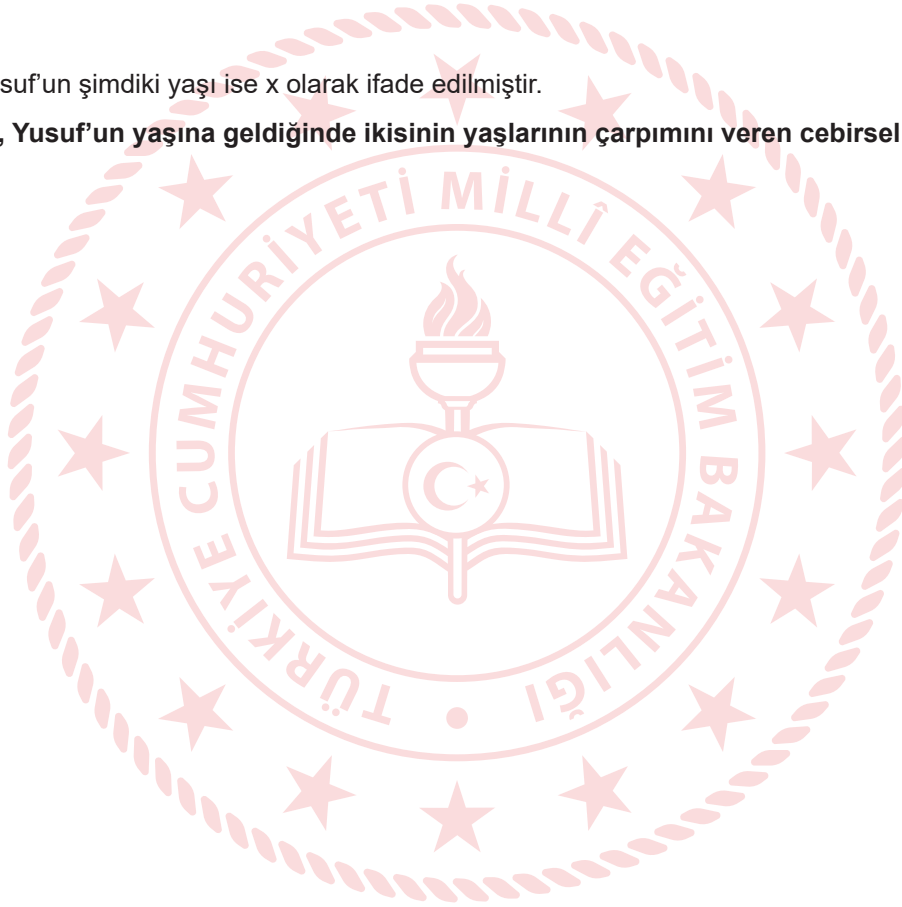 suf’un şimdiki yaşı ise x olarak ifade edilmiştir.
, Yusuf’un yaşına geldiğinde ikisinin yaşlarının çarpımını veren cebirsel
TÜRKİYE CUMHURİYETİ MİLLÎ EĞİTİM BAKANLIĞI